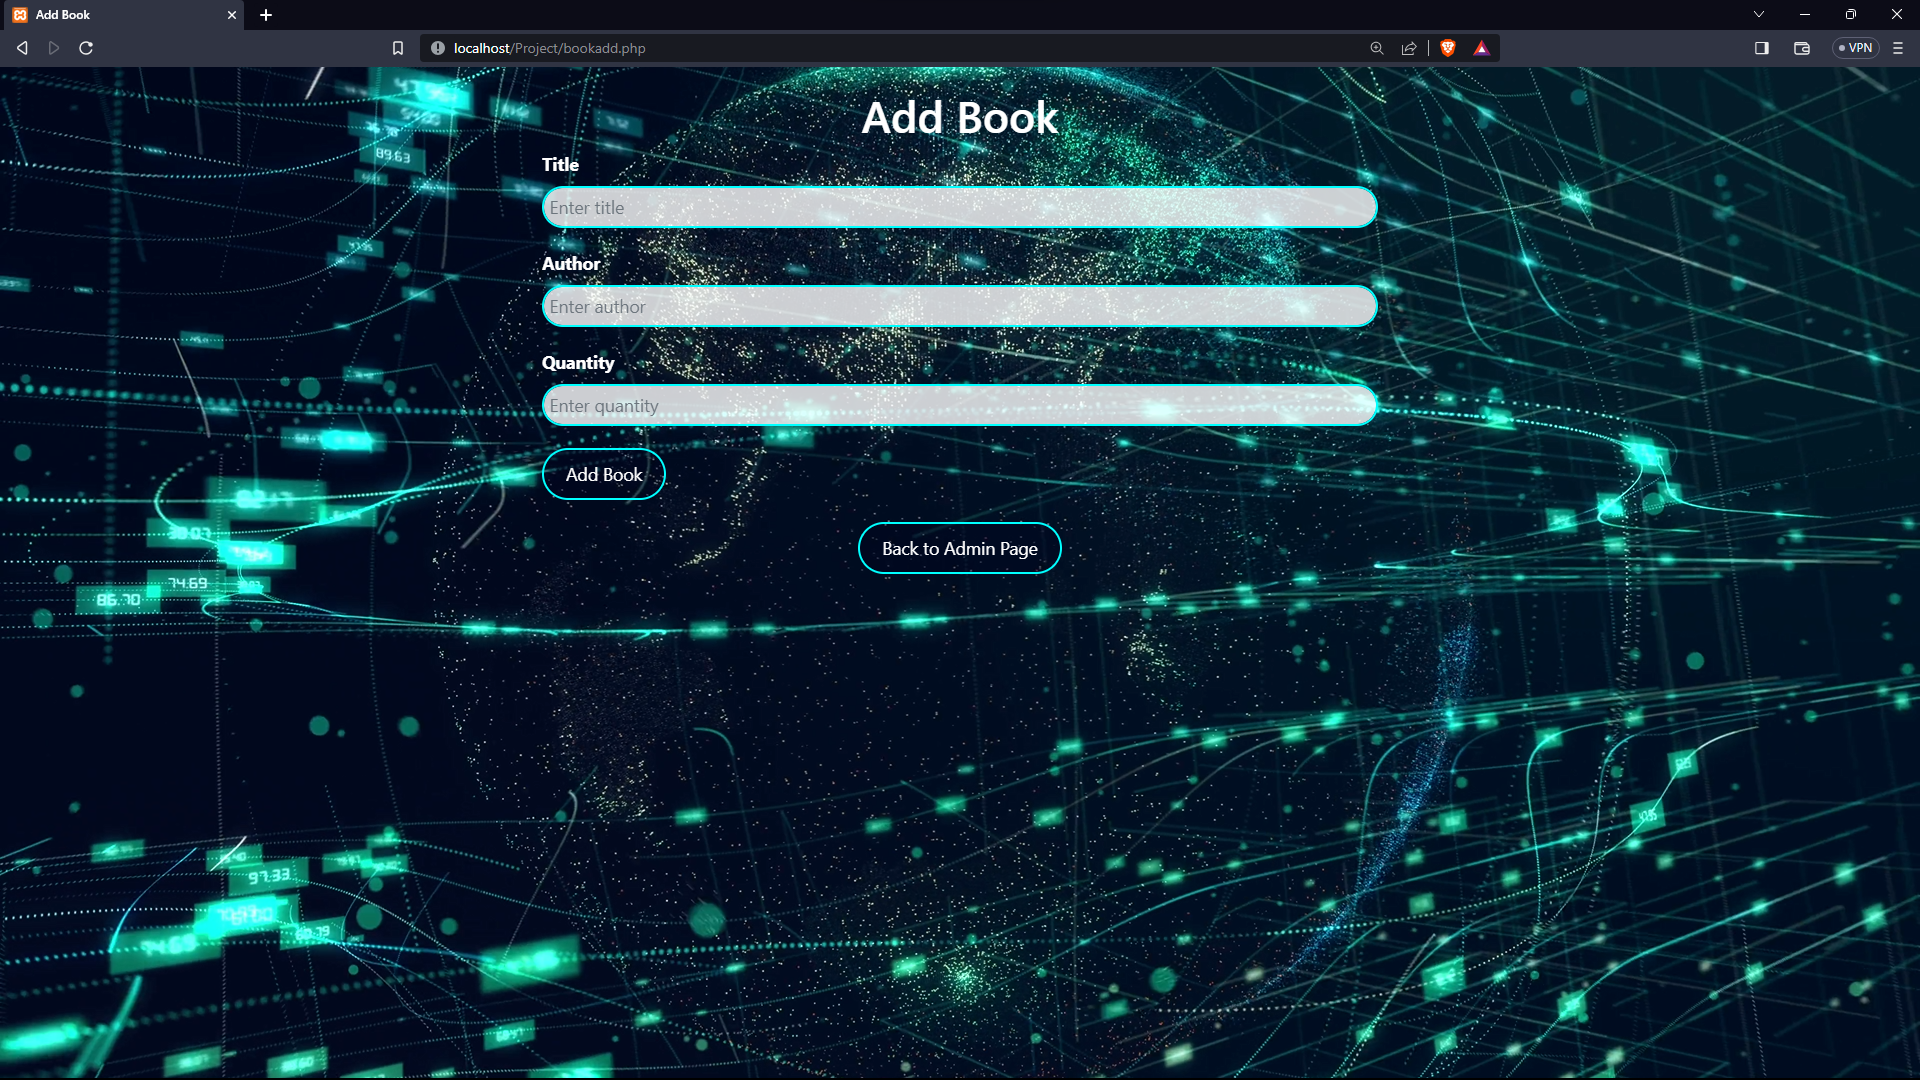 Add Book
localhost/Project/bookadd.php
VPN
Add Book
Title
Enter title
Author
Enter author
Quantity
Enter quantity
Add Book
Back to Admin Page
89.63
74.69
86.70
97.33